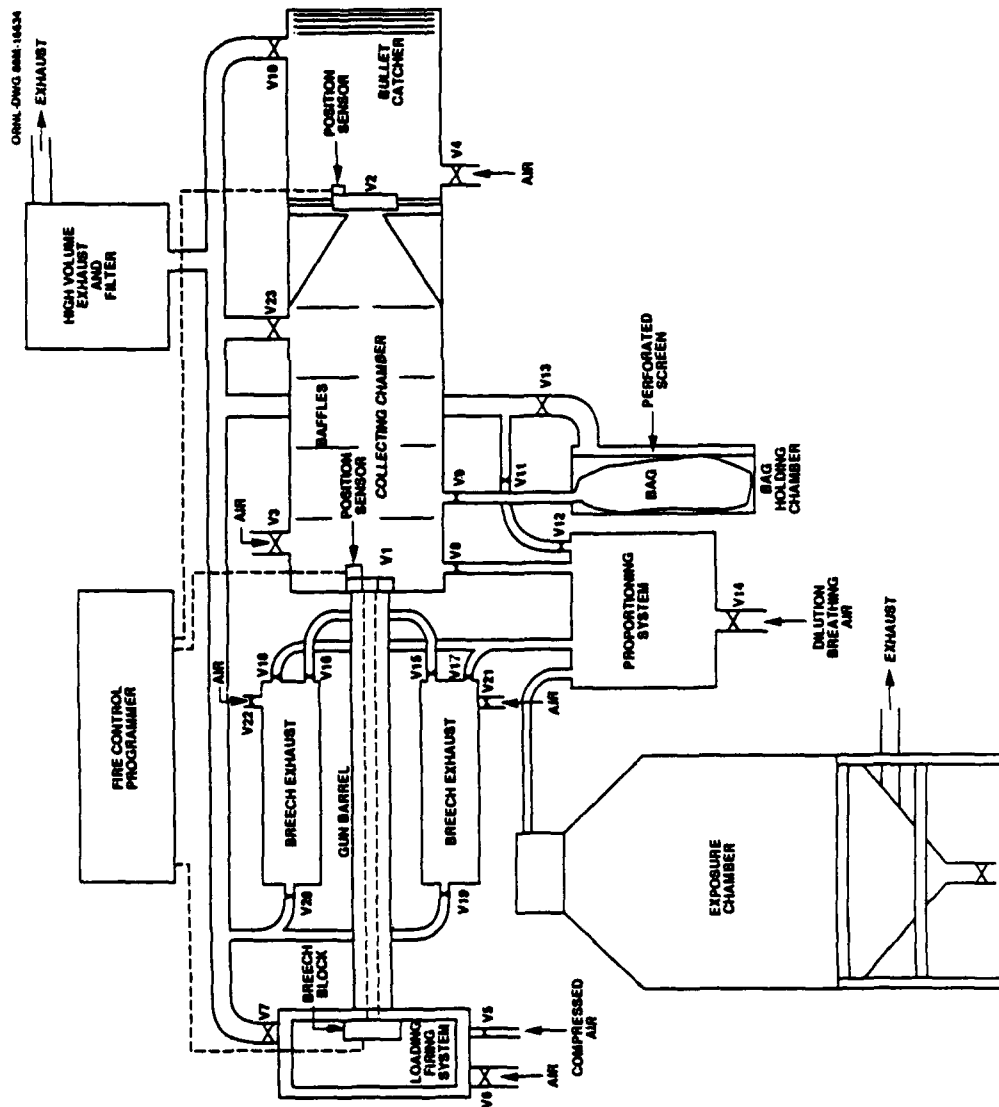 ORNL-DWG 86M-16634
EXHAUST
HIGH VOLUME
EXHAUST
AND
FILTER
V10
BULLET
CATCHER
POSITION
SENSOR
V2
V4
AIR
V23
BAFFLES
COLLECTING CHAMBER
V13
PERFORATED
SCREEN
V9
V11
BAG
BAG
HOLDING
CHAMBER
AIR
V3
POSITION
SENSOR
V1
V8
V12
PROPORTIONING
SYSTEM
V14
DILUTION
BREATHING
AIR
FIRE CONTROL
PROGRAMMER
AIR
V22
V18
V16
V15
V17
V21
AIR
BREECH EXHAUST
GUN BARREL
BREECH EXHAUST
V20
V19
EXHAUST
EXPOSURE
CHAMBER
BREECH
BLOCK
V7
LOADING
FIRING
SYSTEM
V5
COMPRESSED
AIR
V6
AIR